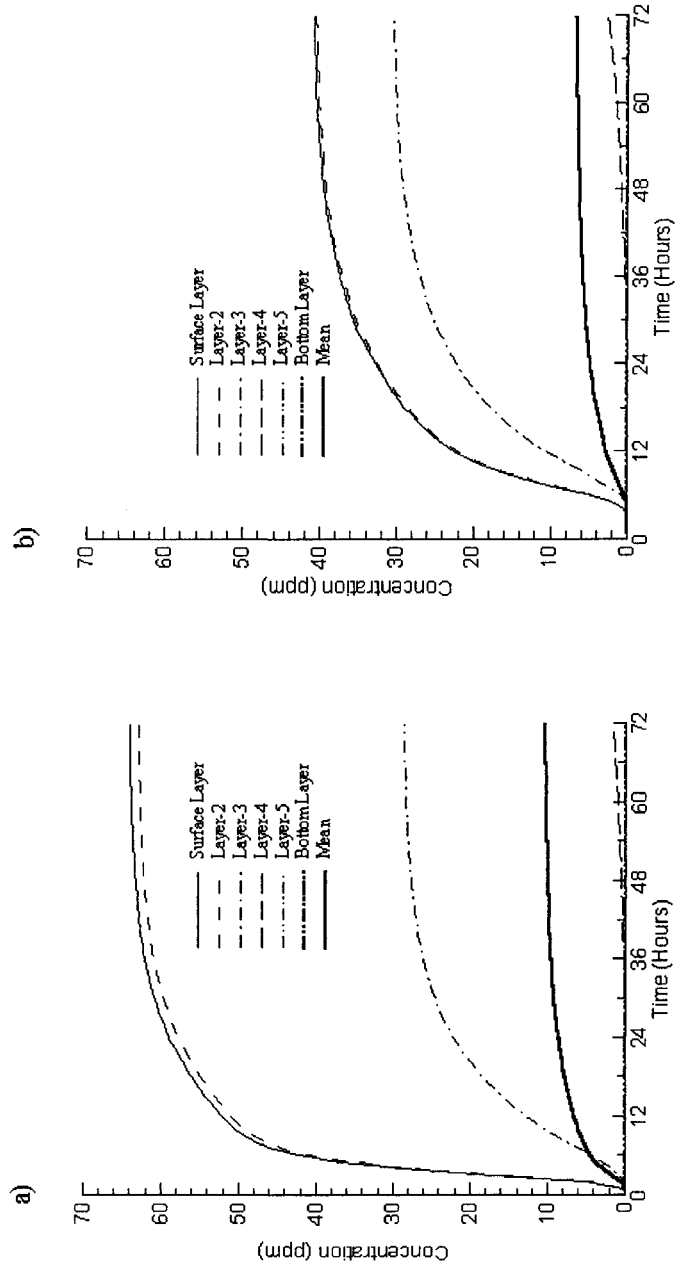 a)
70
60
50
40
30
20
10
0
Concentration (ppm)
Surface Layer
Layer-2
Layer-3
Layer-4
Layer-5
Bottom Layer
Mean
0 12 24 36 48 60 72
Time (Hours)
b)
70
60
50
40
30
20
10
0
Concentration (ppm)
Surface Layer
Layer-2
Layer-3
Layer-4
Layer-5
Bottom Layer
Mean
0 12 24 36 48 60 72
Time (Hours)